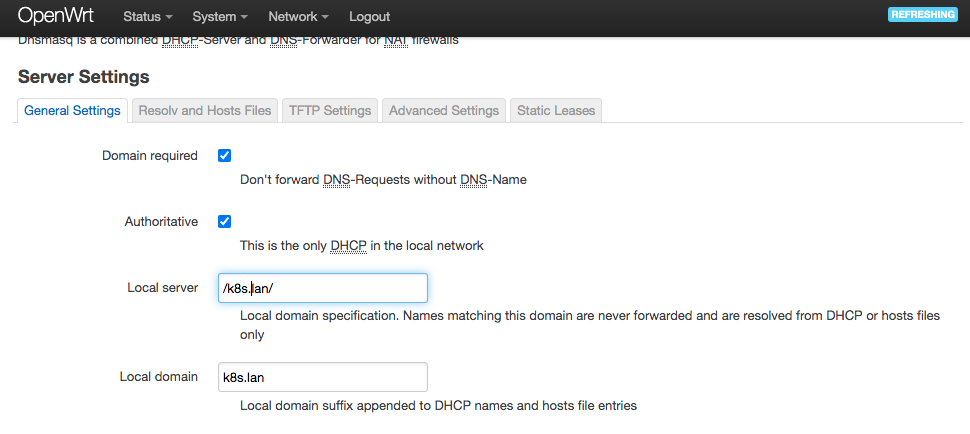 OpenWrt Status System Network Logout REFRESHING
Dnsmasq is a combined DHCP-Server and DNS-Forwarder for NAT firewalls
Server Settings
General Settings Resolv and Hosts Files TFTP Settings Advanced Settings Static Leases
Domain required
Don't forward DNS-Requests without DNS-Name
Authoritative
This is the only DHCP in the local network
Local server /k8s.lan/
Local domain specification. Names matching this domain are never forwarded and are resolved from DHCP or hosts files
only
Local domain k8s.lan
Local domain suffix appended to DHCP names and hosts file entries